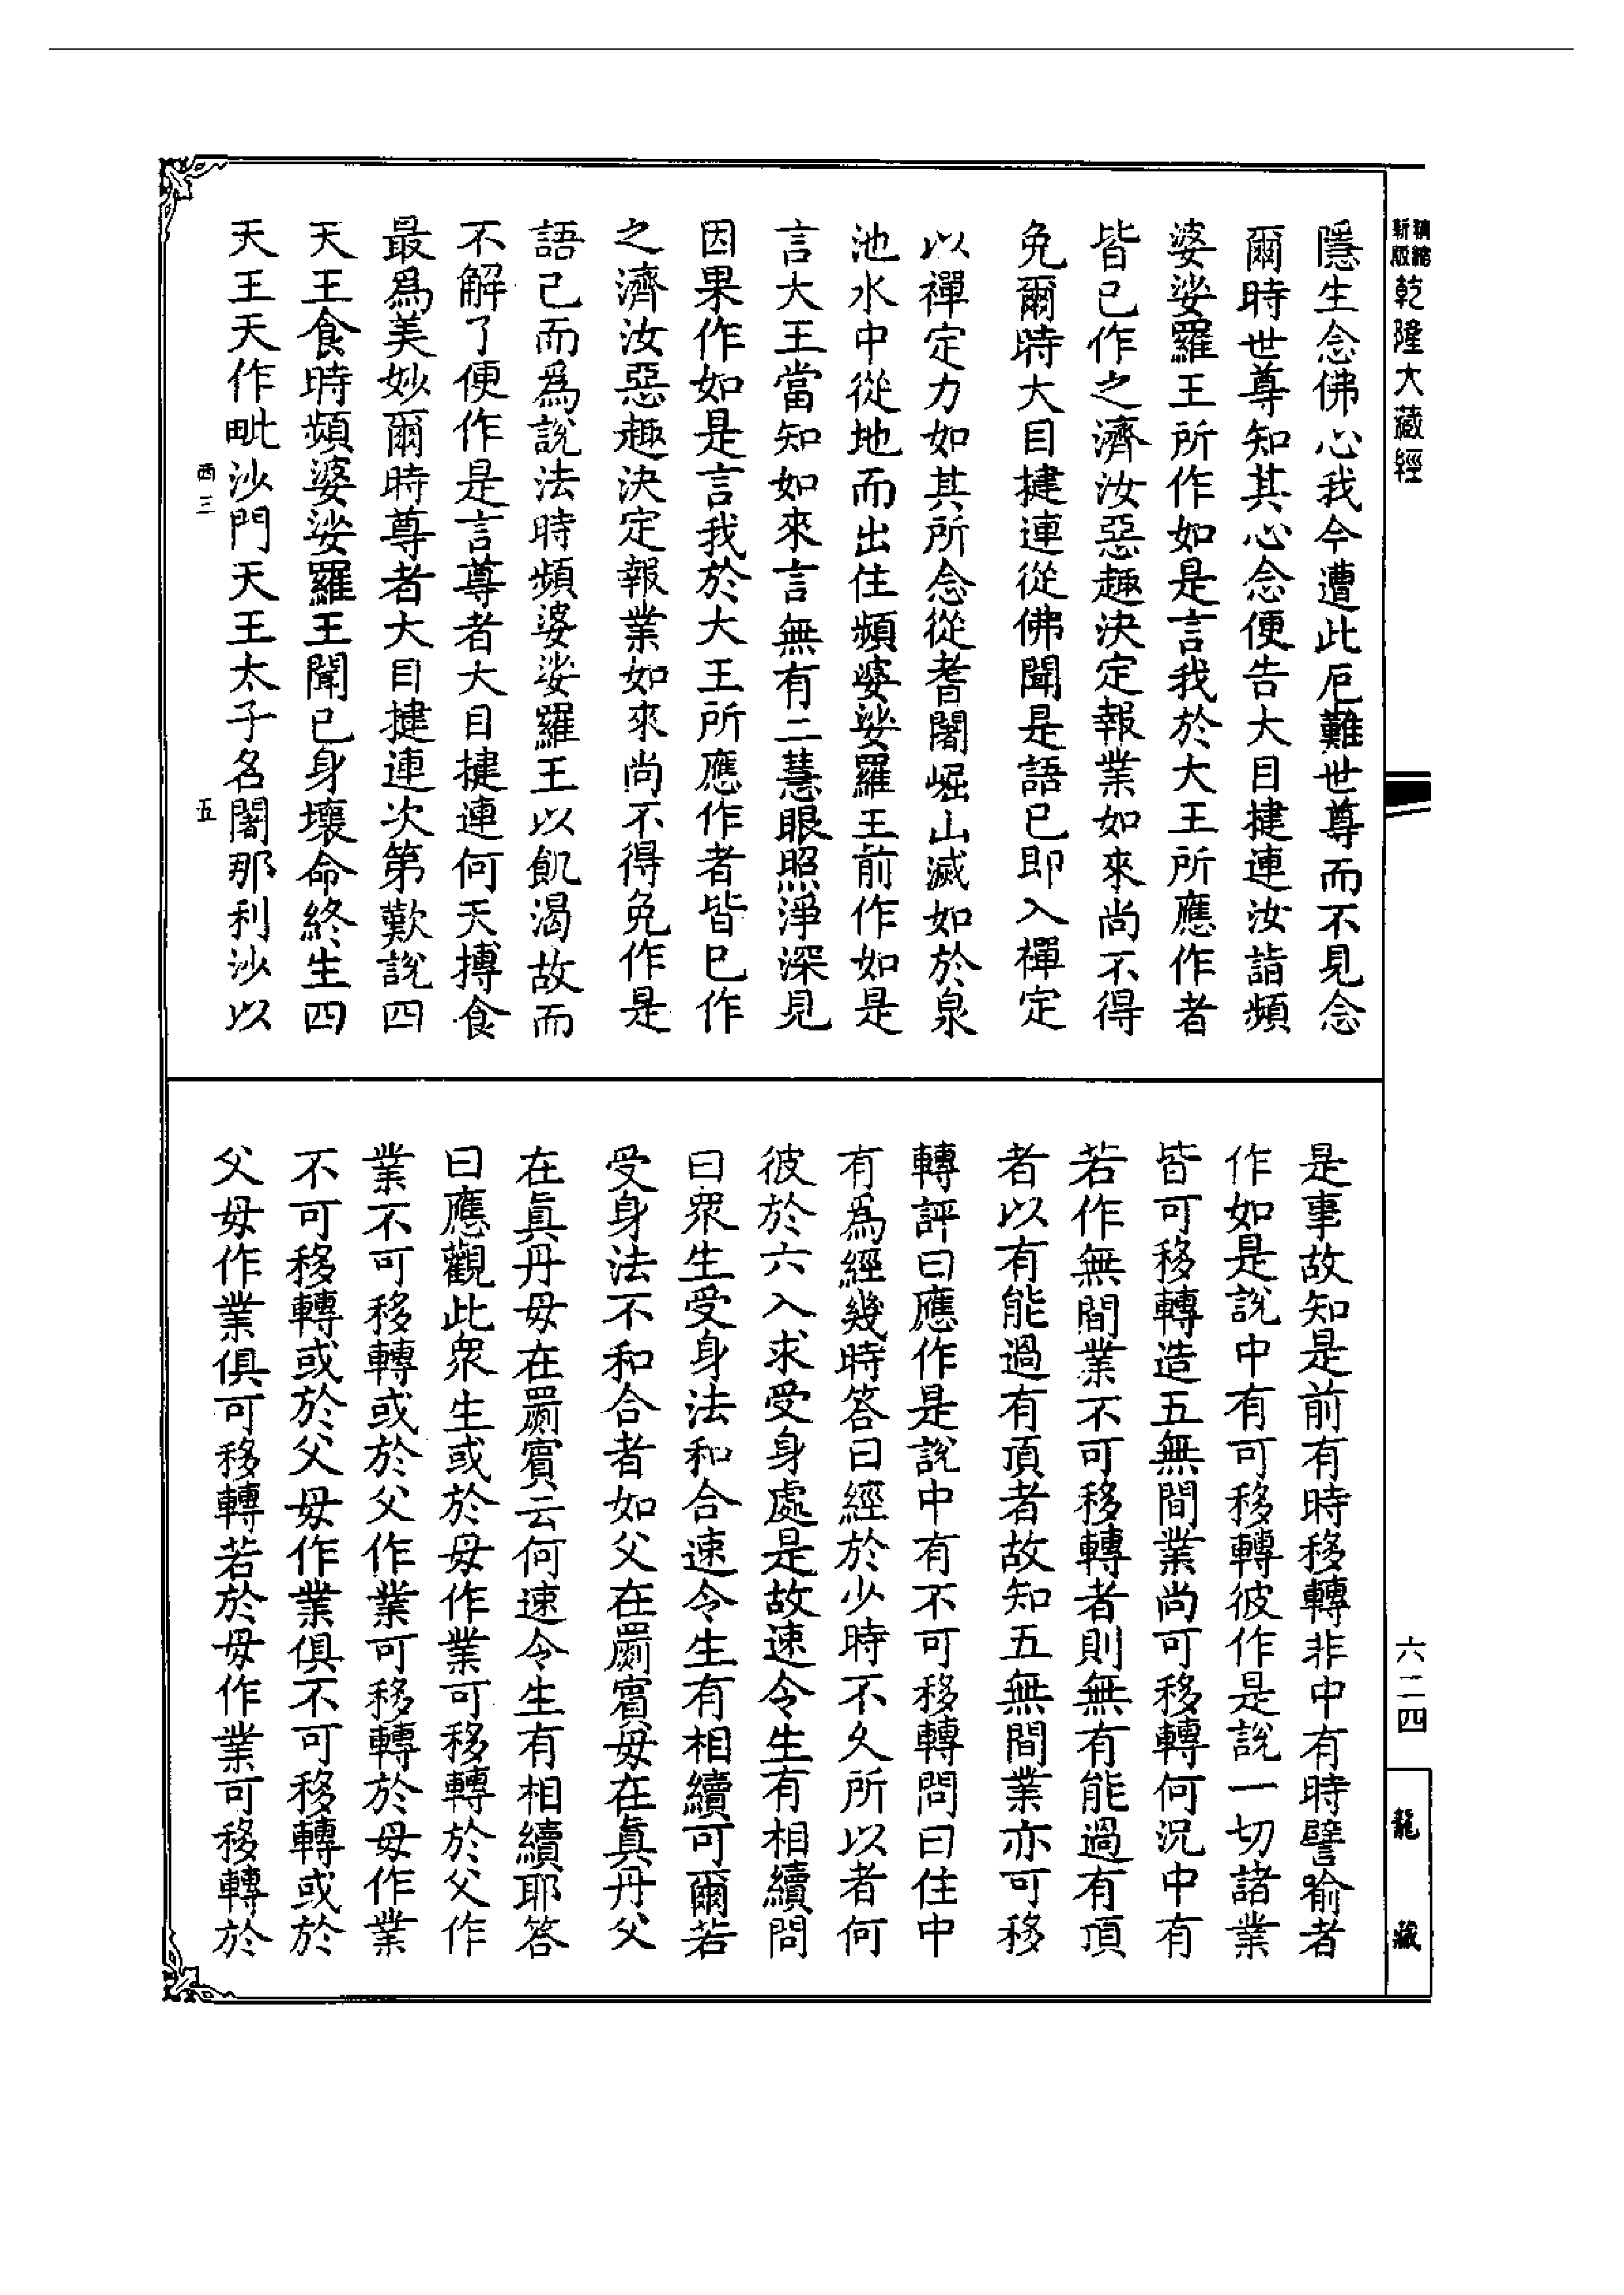 精縮新版乾隆大藏經
隱生念佛心我今遭此厄難世尊而不見念
爾時世尊知其心念便告大目揵連汝詣頻
婆娑羅王所作如是言我於大王所應作者
皆已作之濟汝惡趣決定報業如來尚不得
免爾時大目揵連從佛聞是語已即入禪定
以禪定力如其所念從耆闍崛山滅如於泉
池水中從地而出住頻婆娑羅王前作如是
言大王當知如來言無有二慧眼照淨深見
因果作如是言我於大王所應作者皆已作
之濟汝惡趣決定報業如來尚不得免作是
語已而爲說法時頻婆娑羅王以飢渴故而
不解了便作是言尊者大目揵連何天摶食
最爲美妙爾時尊者大目揵連次第歎說四
天王食時頻婆娑羅王聞已身壞命終生四
天王天作毗沙門天王太子名闍那利沙以
西三
五
是事故知是前有時移轉非中有時譬喻者
作如是說中有可移轉彼作是說一切諸業
皆可移轉造五無間業尚可移轉何況中有
若作無間業不可移轉者則無有能過有頂
者以有能過有頂者故知五無間業亦可移
轉評曰應作是說中有不可移轉問曰住中
有爲經幾時答曰經於少時不久所以者何
彼於六入求受身處是故速令生有相續問
曰眾生受身法和合速令生有相續可爾若
受身法不和合者如父在罽賓母在真丹父
在真丹母在罽賓云何速令生有相續耶答
曰應觀此眾生或於母作業可移轉於父作
業不可移轉或於父作業可移轉於母作業
不可移轉或於父母作業俱不可移轉或於
父母作業俱可移轉若於母作業可移轉於
六二四
龍藏